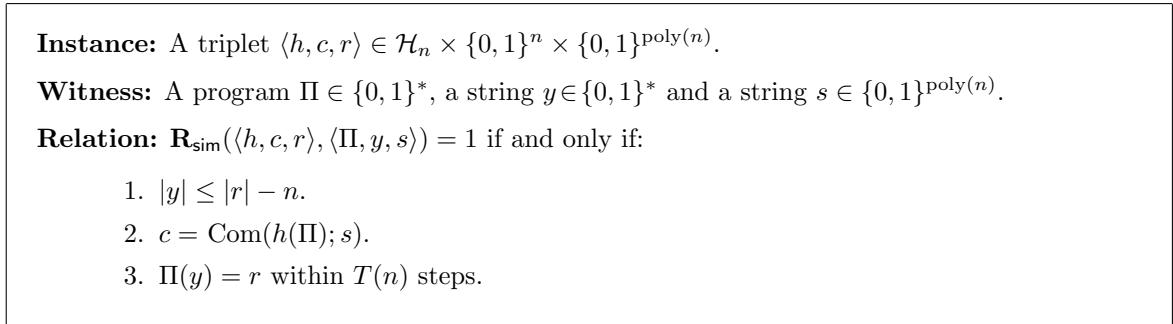 Instance: A triplet ⟨h, c, r⟩ ∈ ℋₙ × {0, 1}ⁿ × {0, 1}^poly(n).
Witness: A program Π ∈ {0, 1}*, a string y ∈ {0, 1}* and a string s ∈ {0, 1}^poly(n).
Relation: R_sim(⟨h, c, r⟩, ⟨Π, y, s⟩) = 1 if and only if:
1. |y| ≤ |r| − n.
2. c = Com(h(Π); s).
3. Π(y) = r within T(n) steps.